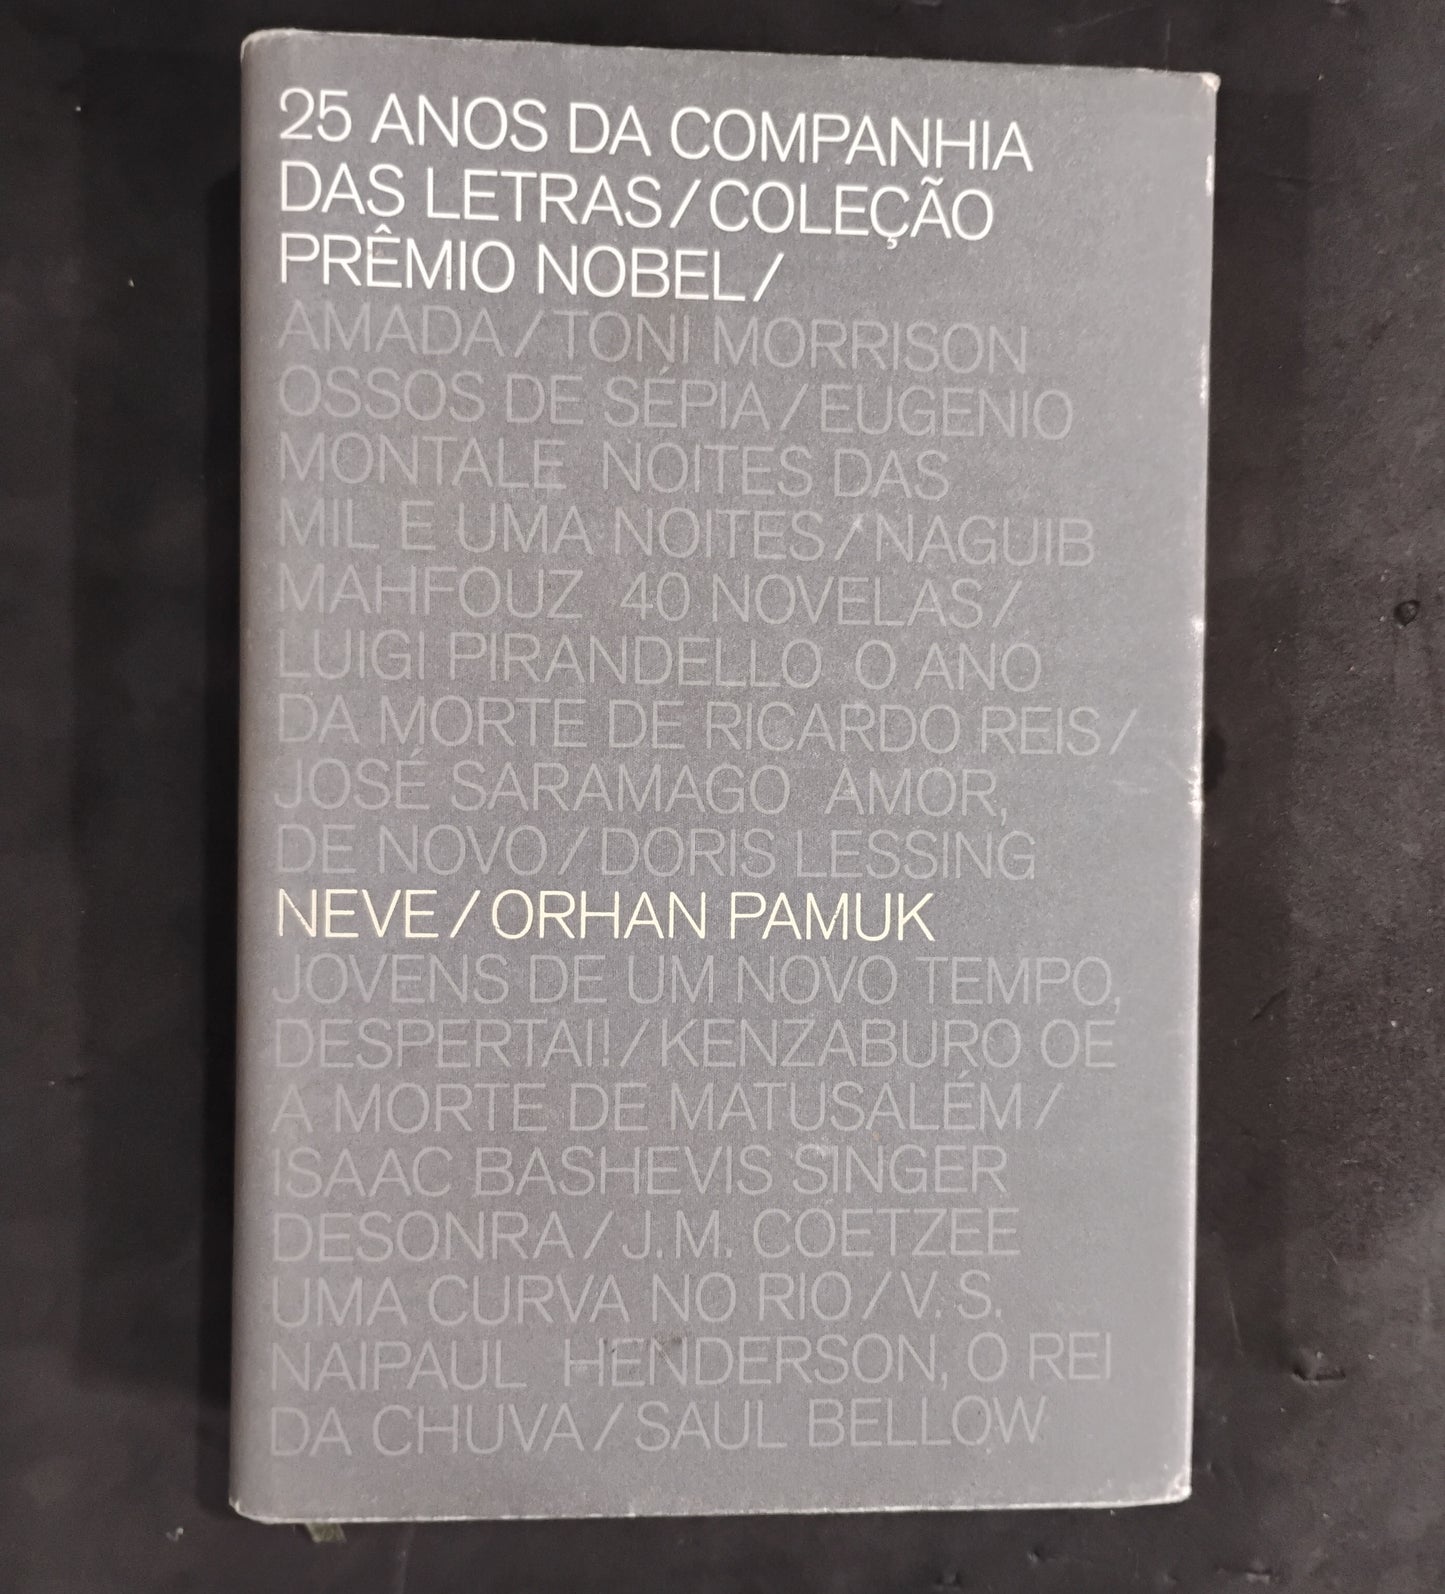 25 ANOS DA COMPANHIA
DAS LETRAS/COLEÇÃO
PRÊMIO NOBEL/
AMADA/TONI MORRISON
OSSOS DE SÉPIA/EUGENIO
MONTALE NOITES DAS
MIL E UMA NOITES/NAGUIB
MAHFOUZ 40 NOVELAS/
LUIGI PIRANDELLO O ANO
DA MORTE DE RICARDO REIS/
JOSÉ SARAMAGO AMOR,
DE NOVO/DORIS LESSING
NEVE/ORHAN PAMUK
JOVENS DE UM NOVO TEMPO,
DESPERTAI!/KENZABURO OE
A MORTE DE MATUSALÉM/
ISAAC BASHEVIS SINGER
DESONRA/J.M. COETZEE
UMA CURVA NO RIO/V.S.
NAIPAUL HENDERSON, O REI
DA CHUVA/SAUL BELLOW